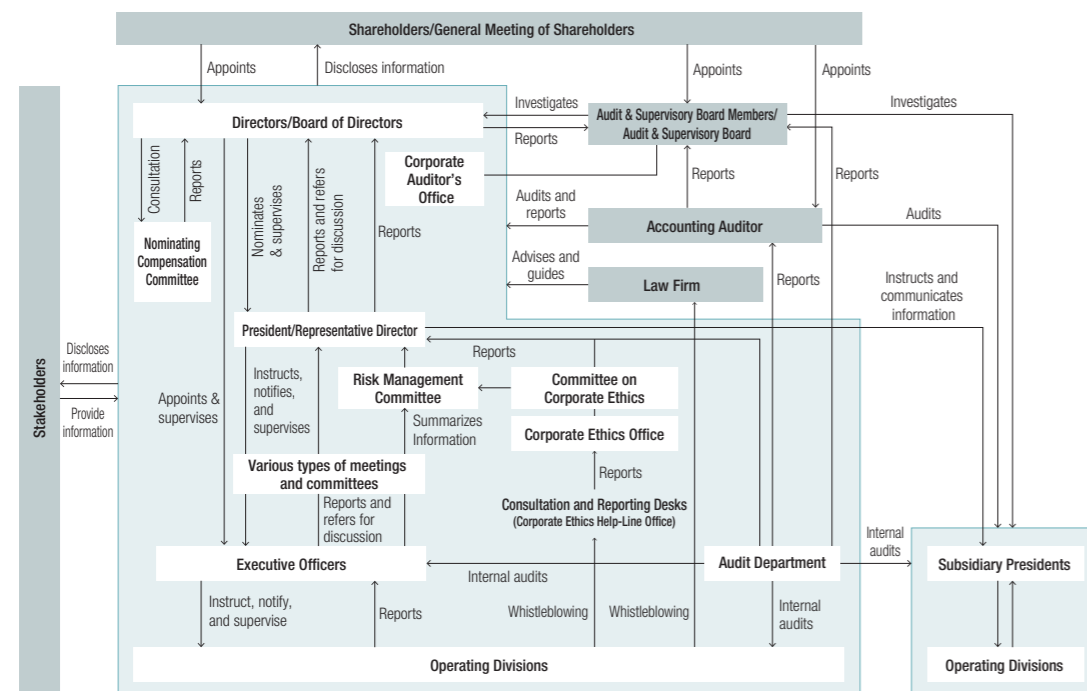 Shareholders/General Meeting of Shareholders
Appoints
Discloses information
Appoints
Appoints
Directors/Board of Directors
Investigates
Reports
Audit & Supervisory Board Members/
Audit & Supervisory Board
Investigates
Consultation
Reports
Corporate
Auditor's
Office
Nominates
& supervises
Reports and refers
for discussion
Reports
Reports
Reports
Audits and
reports
Accounting Auditor
Audits
Nominating
Compensation
Committee
Advises and
guides
Law Firm
Reports
Instructs and
communicates
information
President/Representative Director
Reports
Stakeholders
Discloses
information
Provide
information
Appoints &
supervises
Instructs,
notifies,
and
supervises
Risk Management
Committee
Committee on
Corporate Ethics
Summarizes
Information
Corporate Ethics Office
Various types of meetings
and committees
Reports
Reports and
refers for
discussion
Consultation and Reporting Desks
(Corporate Ethics Help-Line Office)
Executive Officers
Internal audits
Audit Department
Internal
audits
Subsidiary Presidents
Instruct, notify,
and supervise
Reports
Whistleblowing
Whistleblowing
Internal
audits
Operating Divisions
Operating Divisions